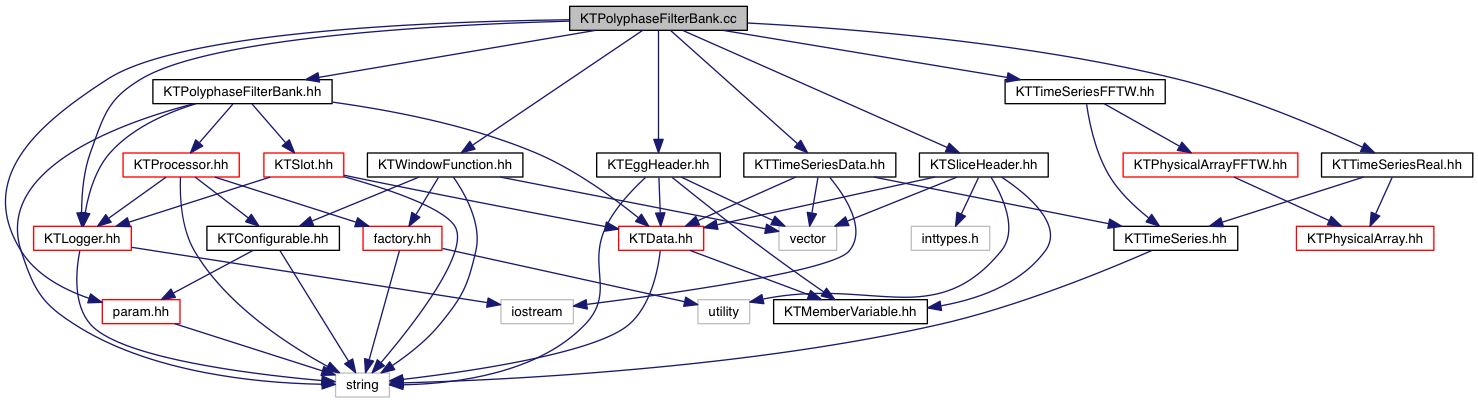 KTPolyphaseFilterBank.cc
KTPolyphaseFilterBank.hh
KTTimeSeriesFFTW.hh
KTProcessor.hh
KTSlot.hh
KTWindowFunction.hh
KTEggHeader.hh
KTTimeSeriesData.hh
KTSliceHeader.hh
KTPhysicalArrayFFTW.hh
KTTimeSeriesReal.hh
KTLogger.hh
KTConfigurable.hh
factory.hh
KTData.hh
vector
inttypes.h
KTTimeSeries.hh
KTPhysicalArray.hh
param.hh
iostream
utility
KTMemberVariable.hh
string